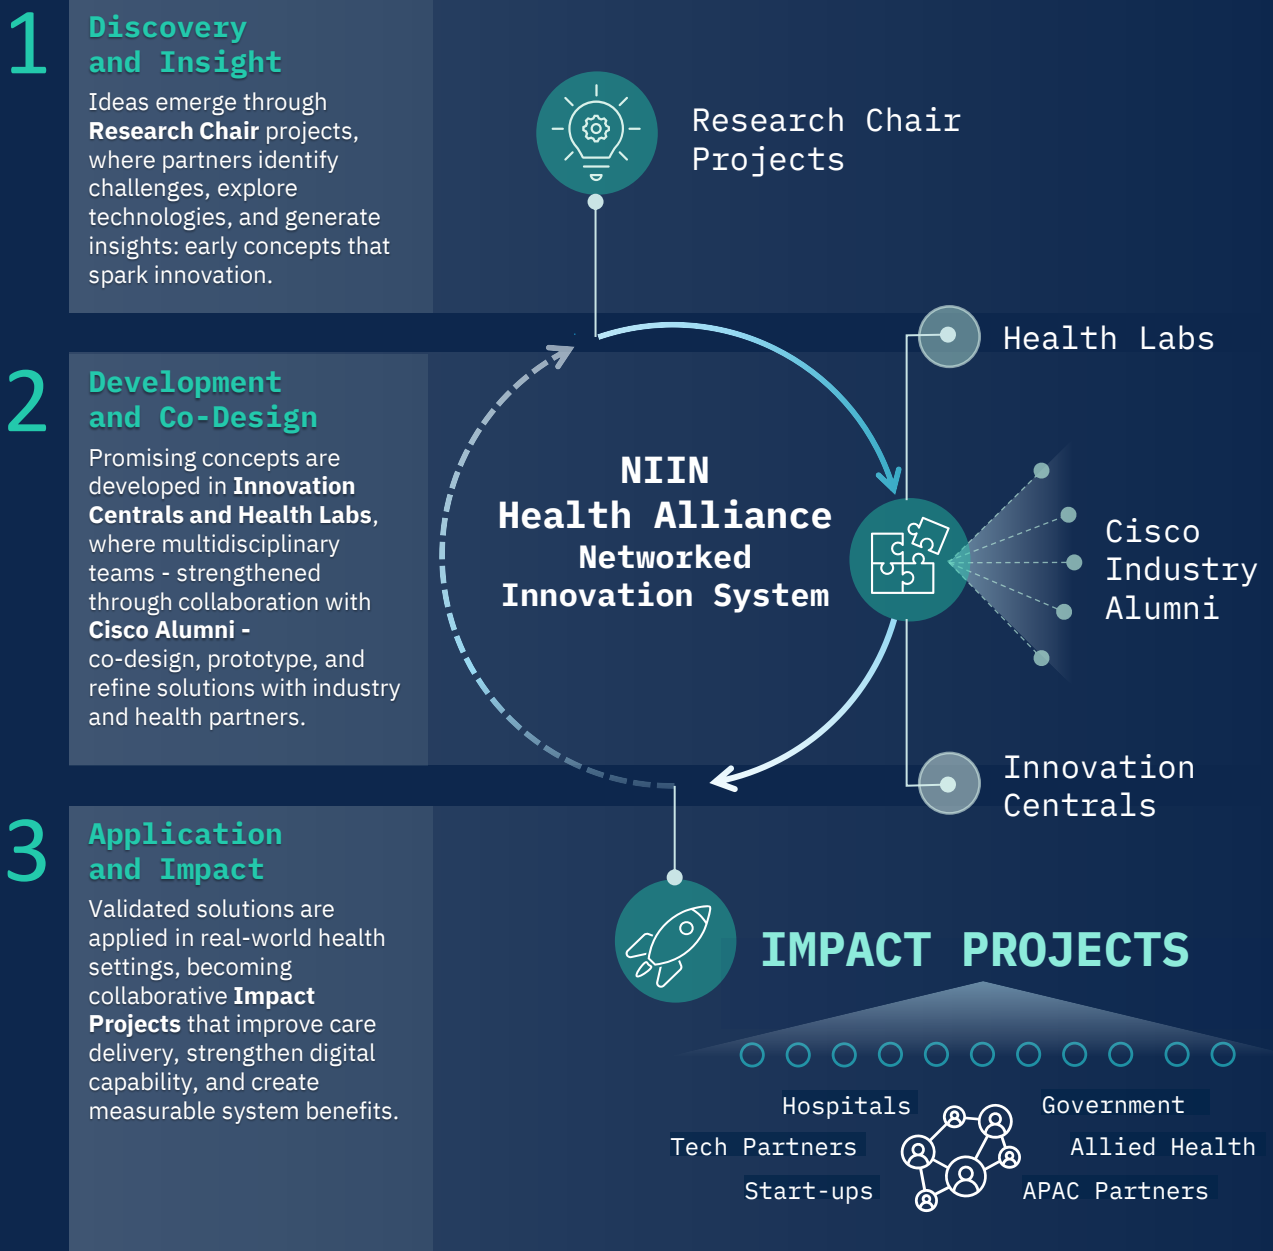 1
Discovery
and Insight
Ideas emerge through
Research Chair projects,
where partners identify
challenges, explore
technologies, and generate
insights: early concepts that
spark innovation.
Research Chair
Projects
2
Development
and Co-Design
Promising concepts are
developed in Innovation
Centrals and Health Labs,
where multidisciplinary
teams - strengthened
through collaboration with
Cisco Alumni -
co-design, prototype, and
refine solutions with industry
and health partners.
NIIN
Health Alliance
Networked
Innovation System
Health Labs
Cisco
Industry
Alumni
Innovation
Centrals
3
Application
and Impact
Validated solutions are
applied in real-world health
settings, becoming
collaborative Impact
Projects that improve care
delivery, strengthen digital
capability, and create
measurable system benefits.
IMPACT PROJECTS
Hospitals
Government
Tech Partners
Allied Health
Start-ups
APAC Partners